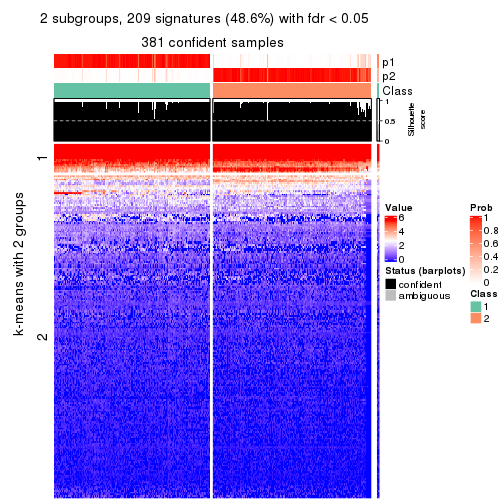 2 subgroups, 209 signatures (48.6%) with fdr < 0.05
381 confident samples
p1
p2
Class
1
0.5
0
Silhouette
score
k-means with 2 groups
1
2
Value
6
4
2
0
Status (barplots)
confident
ambiguous
Prob
1
0.8
0.6
0.4
0.2
0
Class
1
2